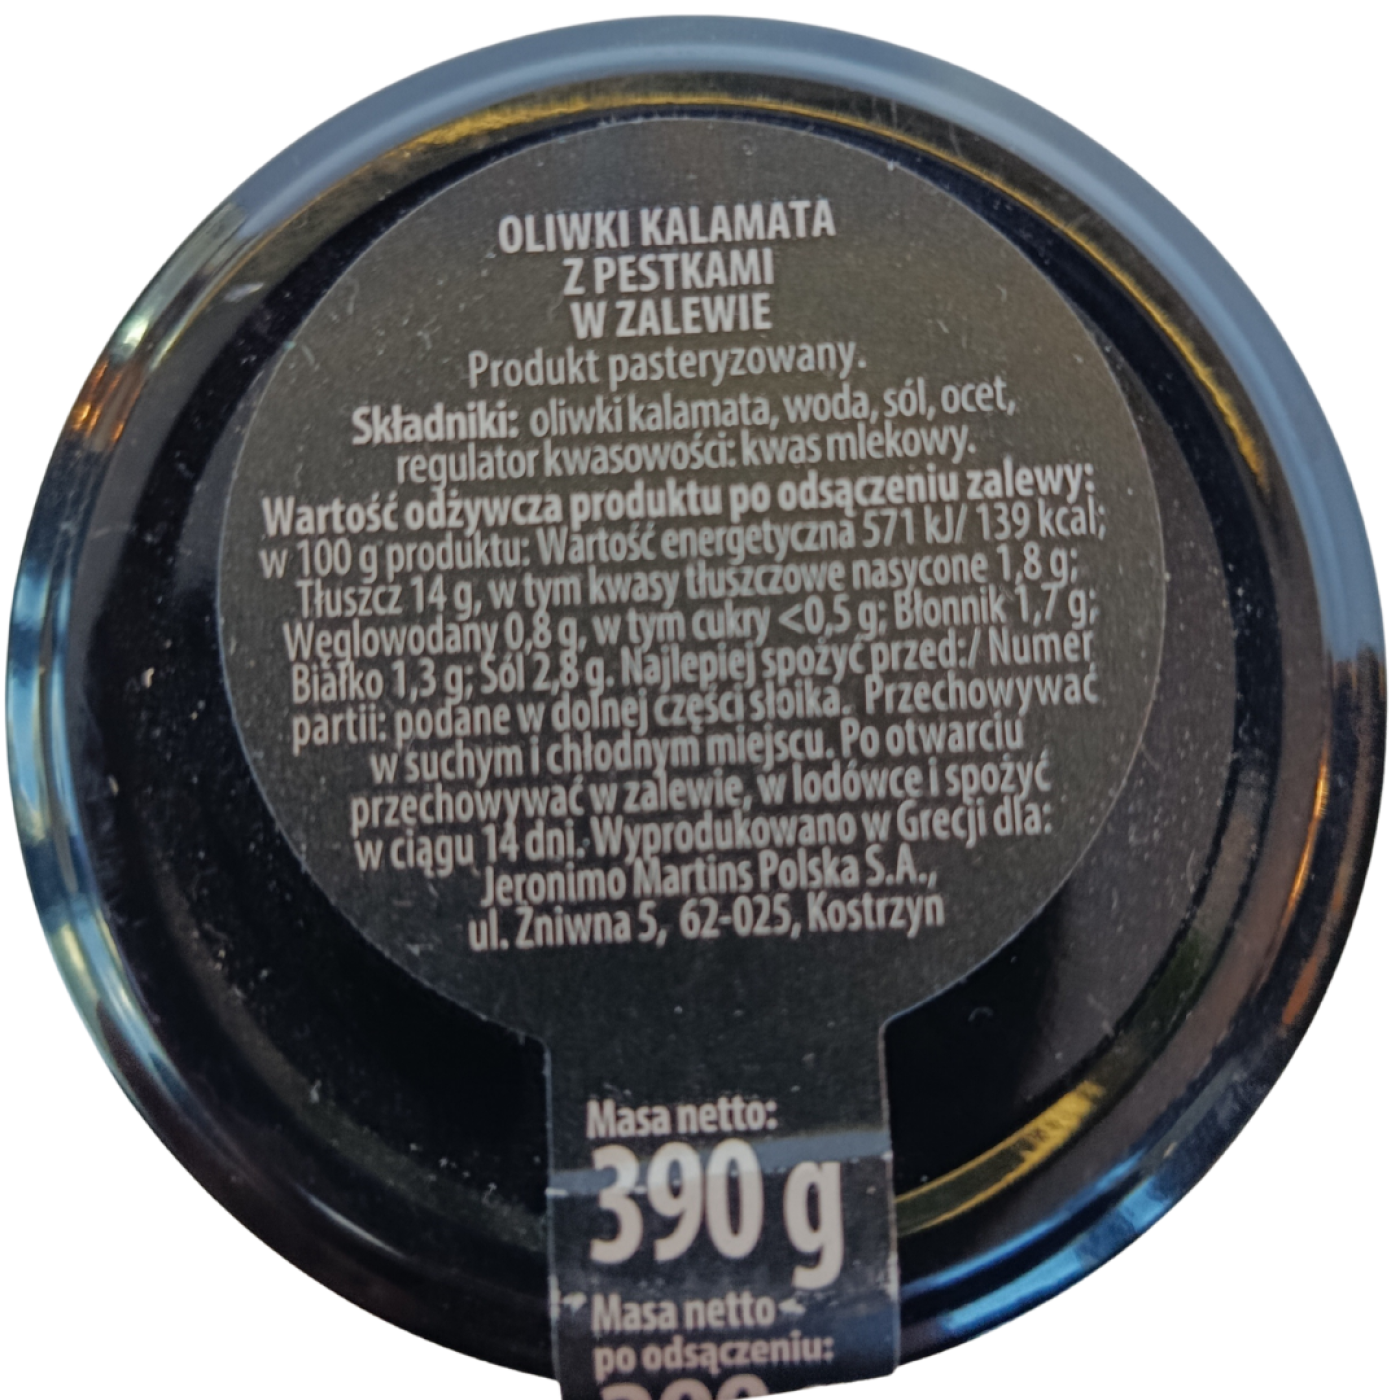 OLIWKI KALAMATA
Z PESTKAMI
W ZALEWIE
Produkt pasteryzowany.
Składniki: oliwki kalamata, woda, sól, ocet,
regulator kwasowości: kwas mlekowy.
Wartość odżywcza produktu po odsączeniu zalewy:
w 100 g produktu: Wartość energetyczna 571 kJ/ 139 kcal;
Tłuszcz 14 g, w tym kwasy tłuszczowe nasycone 1,8 g;
Węglowodany 0,8 g, w tym cukry <0,5 g; Błonnik 1,7 g;
Białko 1,3 g; Sól 2,8 g. Najlepiej spożyć przed:/ Numer
partii: podane w dolnej części słoika. Przechowywać
w suchym i chłodnym miejscu. Po otwarciu
przechowywać w zalewie, w lodówce i spożyć
w ciągu 14 dni. Wyprodukowano w Grecji dla:
Jeronimo Martins Polska S.A.,
ul. Żniwna 5, 62-025, Kostrzyn
Masa netto:
390 g
Masa netto
po odsączeniu: